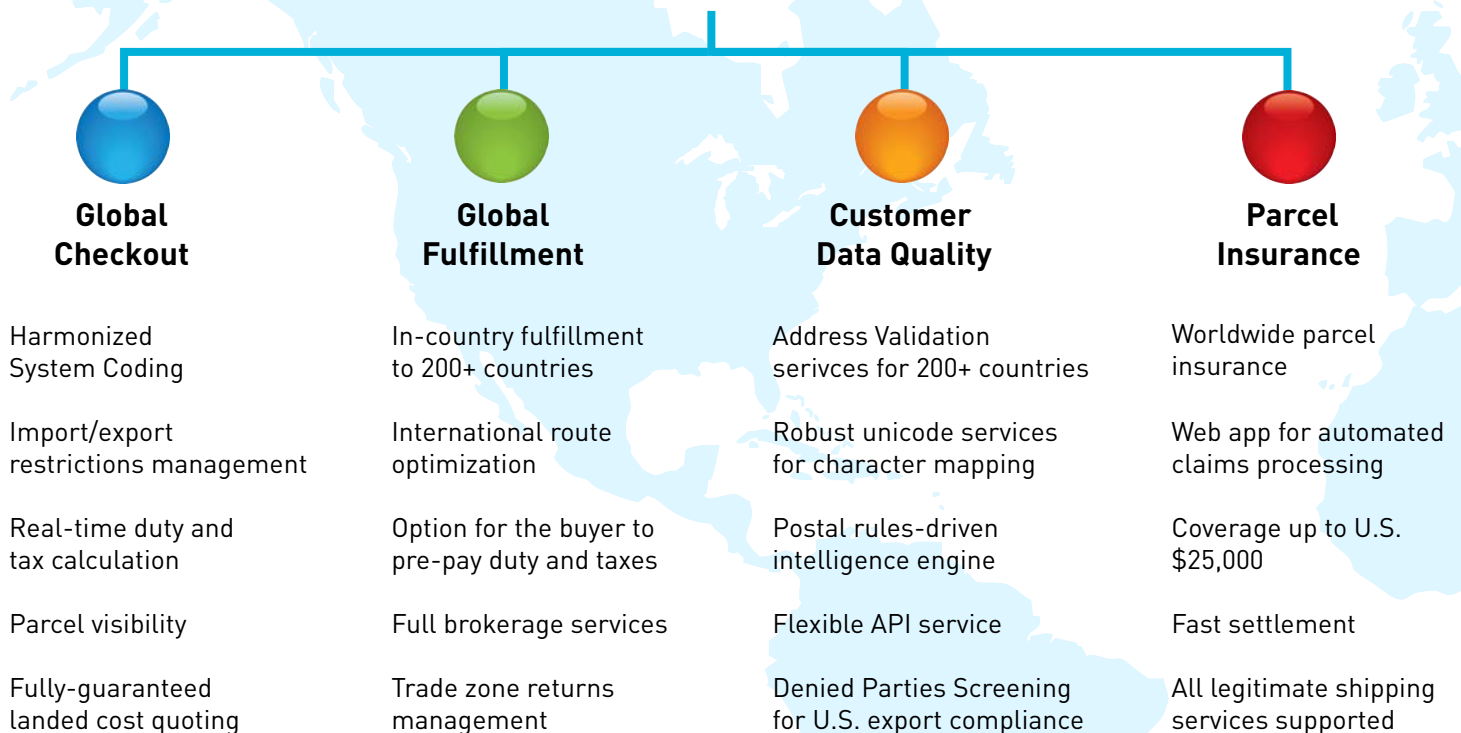 Global
Checkout
Harmonized
System Coding
Import/export
restrictions management
Real-time duty and
tax calculation
Parcel visibility
Fully-guaranteed
landed cost quoting
Global
Fulfillment
In-country fulfillment
to 200+ countries
International route
optimization
Option for the buyer to
pre-pay duty and taxes
Full brokerage services
Trade zone returns
management
Customer
Data Quality
Address Validation
serivces for 200+ countries
Robust unicode services
for character mapping
Postal rules-driven
intelligence engine
Flexible API service
Denied Parties Screening
for U.S. export compliance
Parcel
Insurance
Worldwide parcel
insurance
Web app for automated
claims processing
Coverage up to U.S.
$25,000
Fast settlement
All legitimate shipping
services supported